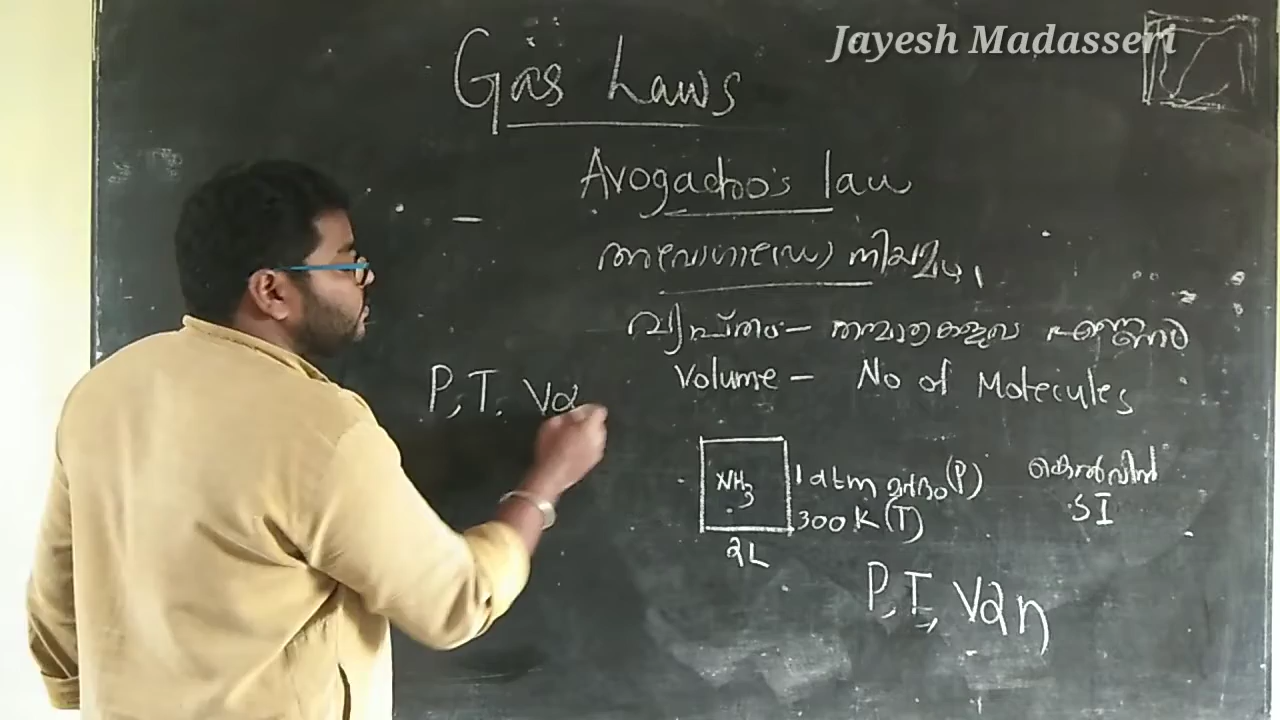 Jayesh Madasseri
Gas Laws
Avogadro's law
അവോഗാഡ്രോ നിയമം
വ്യാപ്തം – തന്മാത്രകളുടെ എണ്ണം
Volume – No of Molecules
P, T, Vα
NH3
1 atm മർദം (P)
300 K (T)
2L
കെൽവിൻ
SI
P, T, Vαn